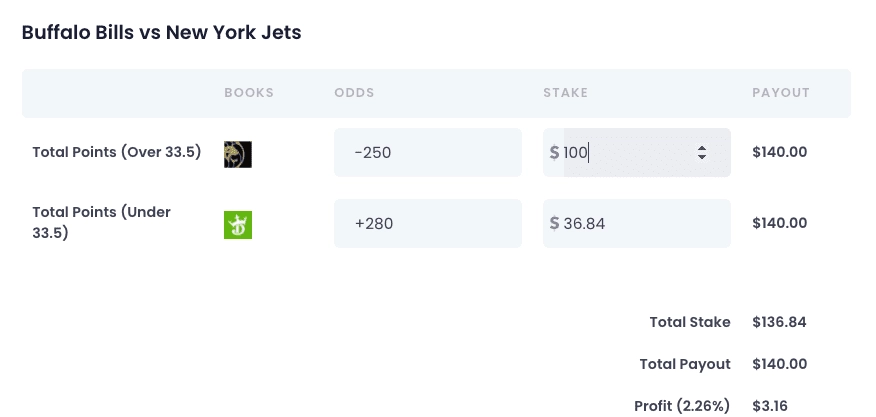 Buffalo Bills vs New York Jets
BOOKS ODDS STAKE PAYOUT
Total Points (Over 33.5) -250 $ 100 $140.00
Total Points (Under
33.5) +280 $ 36.84 $140.00
Total Stake $136.84
Total Payout $140.00
Profit (2.26%) $3.16